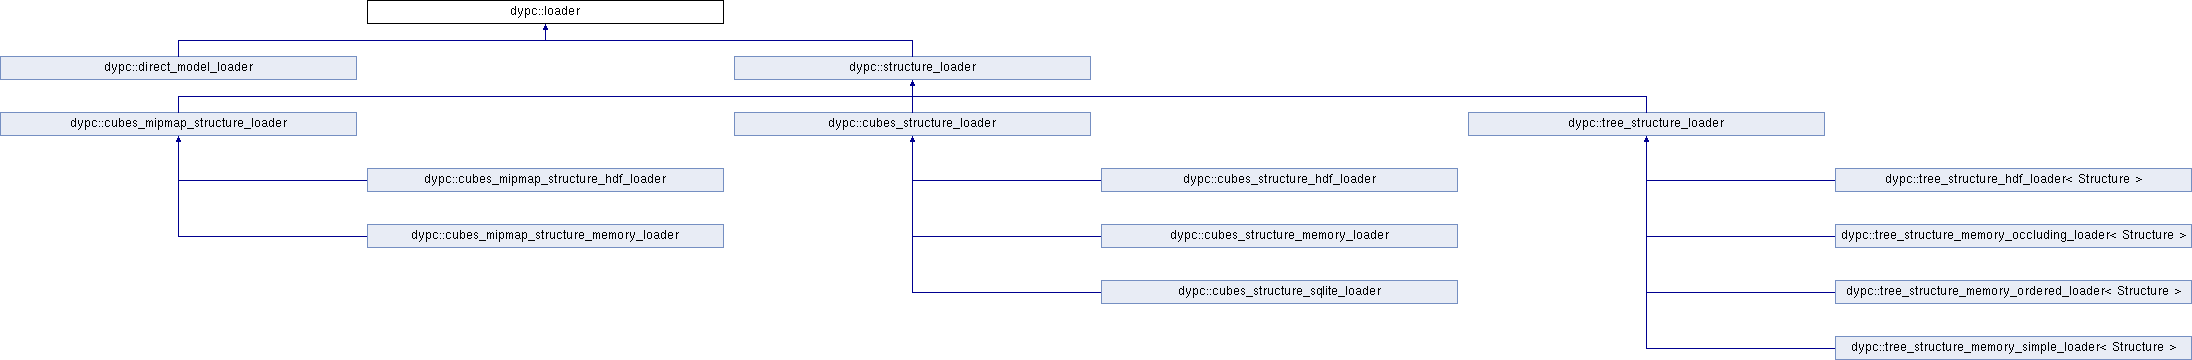 dypc::loader
dypc::direct_model_loader
dypc::structure_loader
dypc::cubes_mipmap_structure_loader
dypc::cubes_structure_loader
dypc::tree_structure_loader
dypc::cubes_mipmap_structure_hdf_loader
dypc::cubes_structure_hdf_loader
dypc::tree_structure_hdf_loader< Structure >
dypc::cubes_mipmap_structure_memory_loader
dypc::cubes_structure_memory_loader
dypc::tree_structure_memory_occluding_loader< Structure >
dypc::cubes_structure_sqlite_loader
dypc::tree_structure_memory_ordered_loader< Structure >
dypc::tree_structure_memory_simple_loader< Structure >